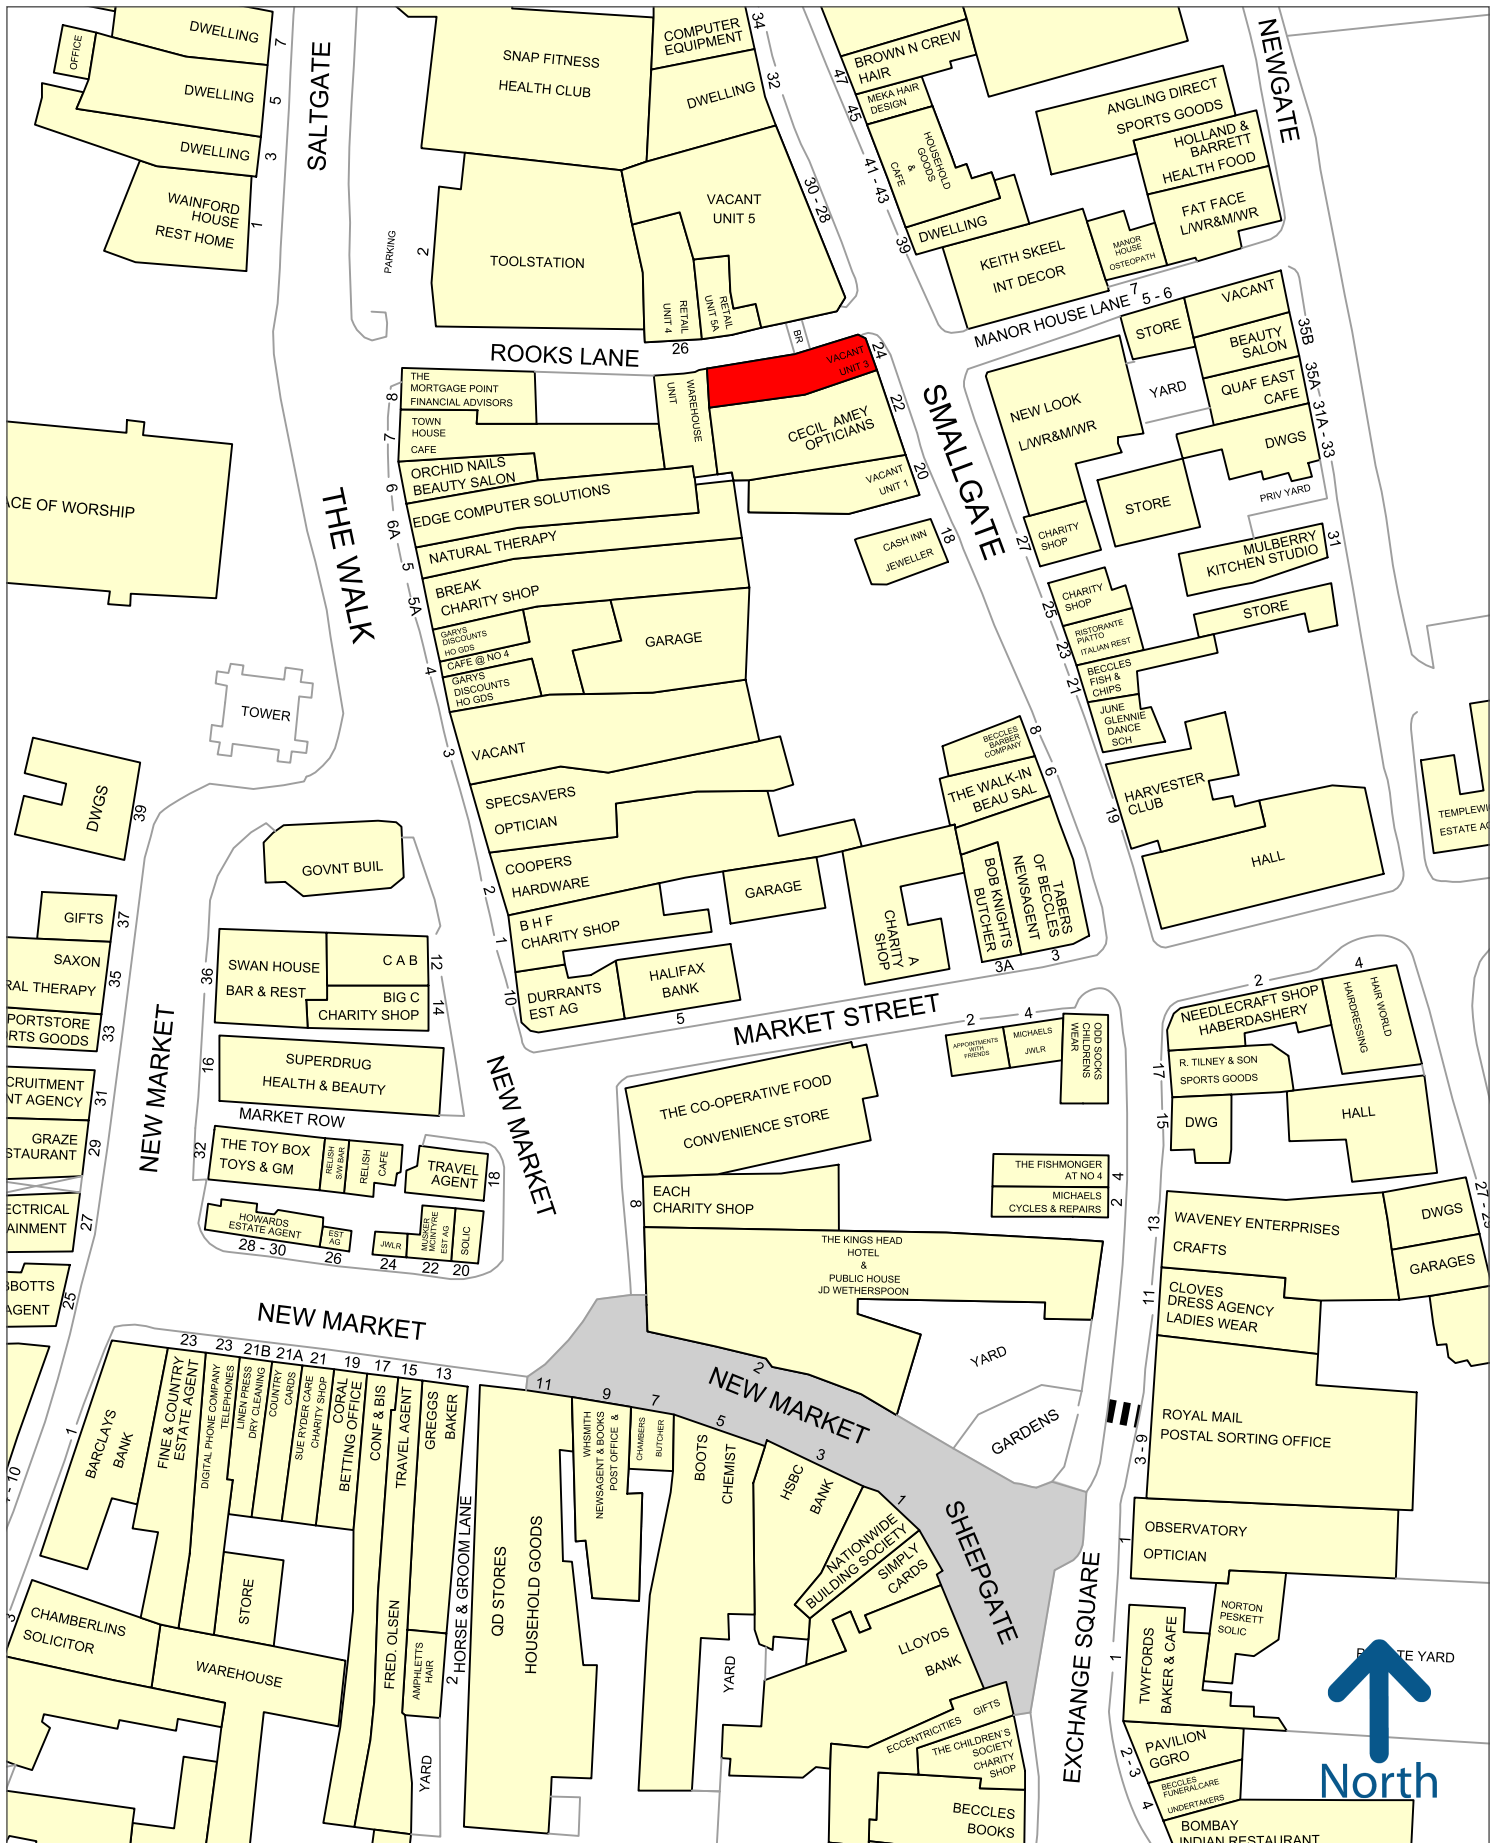 DWELLING
7
OFFICE
DWELLING
5
DWELLING
3
WAINFORD
HOUSE
REST HOME
1
SALTGATE
SNAP FITNESS
HEALTH CLUB
COMPUTER
EQUIPMENT
34
DWELLING
32
VACANT
UNIT 5
30 - 28
PARKING
2
TOOLSTATION
RETAIL
UNIT 4
RETAIL
UNIT 5A
47
BROWN N CREW
HAIR
45
MEKA HAIR
DESIGN
41 - 43
HOUSEHOLD
GOODS
&
CAFE
39
DWELLING
NEWGATE
ANGLING DIRECT
SPORTS GOODS
HOLLAND &
BARRETT
HEALTH FOOD
FAT FACE
L/WR&M/WR
KEITH SKEEL
INT DECOR
MANOR
HOUSE
OSTEOPATH
MANOR HOUSE LANE
7
5 - 6
ROOKS LANE
26
BR
VACANT
UNIT 3
24
THE
MORTGAGE POINT
FINANCIAL ADVISORS
8
TOWN
HOUSE
CAFE
7
WAREHOUSE
UNIT
CECIL AMEY
OPTICIANS
22
VACANT
UNIT 1
20
ORCHID NAILS
BEAUTY SALON
6
EDGE COMPUTER SOLUTIONS
6A
NATURAL THERAPY
5
BREAK
CHARITY SHOP
5A
CASH INN
JEWELLER
18
SMALLGATE
STORE
VACANT
35B
BEAUTY
SALON
YARD
QUAF EAST
CAFE
35A
31A - 33
DWGS
NEW LOOK
L/WR&M/WR
STORE
PRIV YARD
CHARITY
SHOP
27
MULBERRY
KITCHEN STUDIO
31
STORE
CHARITY
SHOP
25
RISTORANTE
PIATTO
ITALIAN REST
23
BECCLES
FISH &
CHIPS
21
JUNE
GLENNIE
DANCE
SCH
ACE OF WORSHIP
THE WALK
TOWER
GARYS
DISCOUNTS
HO GDS
CAFE @ NO 4
4
GARYS
DISCOUNTS
HO GDS
GARAGE
VACANT
3
SPECSAVERS
OPTICIAN
COOPERS
HARDWARE
2
B H F
CHARITY SHOP
1
GARAGE
DURRANTS
EST AG
10
HALIFAX
BANK
5
BECCLES
BARBER
COMPANY
8
THE WALK-IN
BEAU SAL
6
TABERS
OF BECCLES
NEWSAGENT
3
BOB KNIGHTS
BUTCHER
3A
A
CHARITY
SHOP
HARVESTER
CLUB
19
HALL
TEMPLEWI
ESTATE AG
DWGS
39
GOVNT BUIL
GIFTS
37
SAXON
RAL THERAPY
35
PORTSTORE
RTS GOODS
33
SWAN HOUSE
BAR & REST
36
C A B
12
BIG C
CHARITY SHOP
14
SUPERDRUG
HEALTH & BEAUTY
16
NEW MARKET
MARKET ROW
CRUITMENT
NT AGENCY
31
GRAZE
STAURANT
29
ECTRICAL
AINMENT
27
BBOTTS
AGENT
25
THE TOY BOX
TOYS & GM
32
RELISH
S/W BAR
RELISH
CAFE
TRAVEL
AGENT
18
HOWARDS
ESTATE AGENT
28 - 30
EST
AG
26
JWLR
24
MUSKER
MCINTYRE
EST AG
22
SOLIC
20
NEW MARKET
NEW MARKET
MARKET STREET
THE CO-OPERATIVE FOOD
CONVENIENCE STORE
EACH
CHARITY SHOP
8
APPOINTMENTS
WITH
FRIENDS
2
MICHAELS
JWLR
4
ODD SOCKS
CHILDRENS
WEAR
THE FISHMONGER
AT NO 4
4
MICHAELS
CYCLES & REPAIRS
2
THE KINGS HEAD
HOTEL
&
PUBLIC HOUSE
JD WETHERSPOON
2
NEEDLECRAFT SHOP
HABERDASHERY
4
HAIR WORLD
HAIRDRESSING
R. TILNEY & SON
SPORTS GOODS
17
DWG
15
HALL
WAVENEY ENTERPRISES
CRAFTS
13
DWGS
GARAGES
CLOVES
DRESS AGENCY
LADIES WEAR
11
YARD
GARDENS
ROYAL MAIL
POSTAL SORTING OFFICE
3 - 9
OBSERVATORY
OPTICIAN
1
2
NEW MARKET
11
9
7
5
3
1
23
23
21B
21A
21
19
17
15
13
BARCLAYS
BANK
1
FINE & COUNTRY
ESTATE AGENT
DIGITAL PHONE COMPANY
TELEPHONES
LINEN PRESS
DRY CLEANING
COUNTRY
CARDS
SUE RYDER CARE
CHARITY SHOP
CORAL
BETTING OFFICE
CONF & BIS
TRAVEL AGENT
FRED. OLSEN
GREGGS
BAKER
AMPHLETTS
HAIR
2
HORSE & GROOM LANE
YARD
QD STORES
HOUSEHOLD GOODS
WHSMITH
NEWSAGENT & BOOKS
POST OFFICE &
CHAMBERS
BUTCHER
BOOTS
CHEMIST
HSBC
BANK
NATIONWIDE
BUILDING SOCIETY
SIMPLY
CARDS
LLOYDS
BANK
YARD
SHEEPGATE
ECCENTRICITIES
GIFTS
THE CHILDREN'S
SOCIETY
CHARITY
SHOP
BECCLES
BOOKS
EXCHANGE SQUARE
STORE
CHAMBERLINS
SOLICITOR
3
WAREHOUSE
NORTON
PESKETT
SOLIC
TWYFORDS
BAKER & CAFE
1
PAVILION
GGRO
2 - 3
BECCLES
FUNERALCARE
UNDERTAKERS
4
BOMBAY
INDIAN RESTAURANT
TE YARD
North